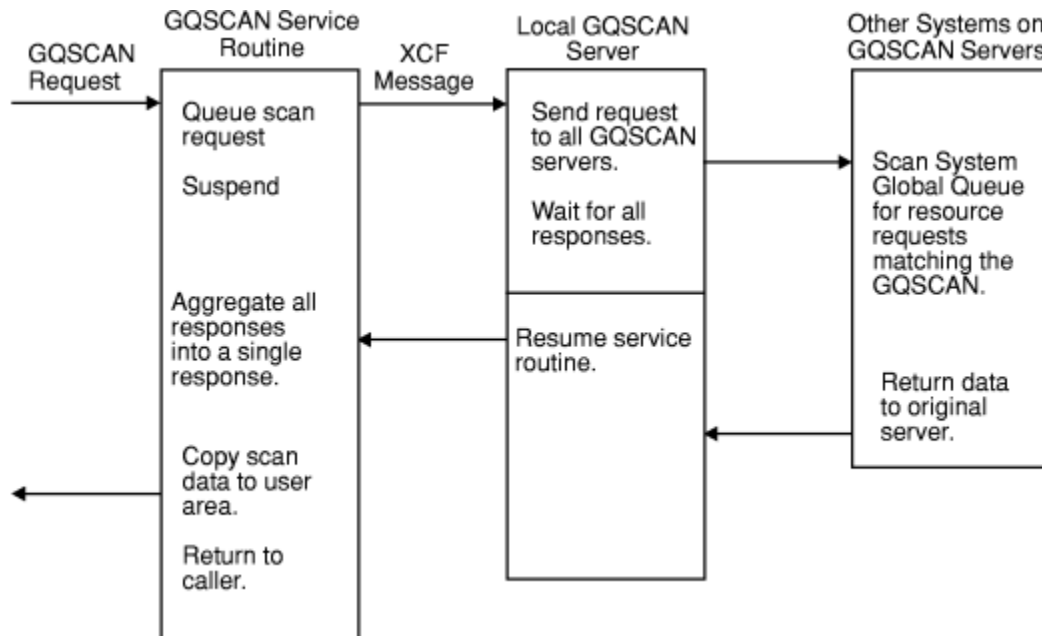 GQSCAN Service
Routine
GQSCAN
Request
XCF
Message
Local GQSCAN
Server
Other Systems on
GQSCAN Servers
Queue scan
request
Suspend
Aggregate all
responses
into a single
response.
Copy scan
data to user
area.
Return to
caller.
Send request
to all GQSCAN
servers.
Wait for all
responses.
Resume service
routine.
Scan System
Global Queue
for resource
requests
matching the
GQSCAN.
Return data
to original
server.